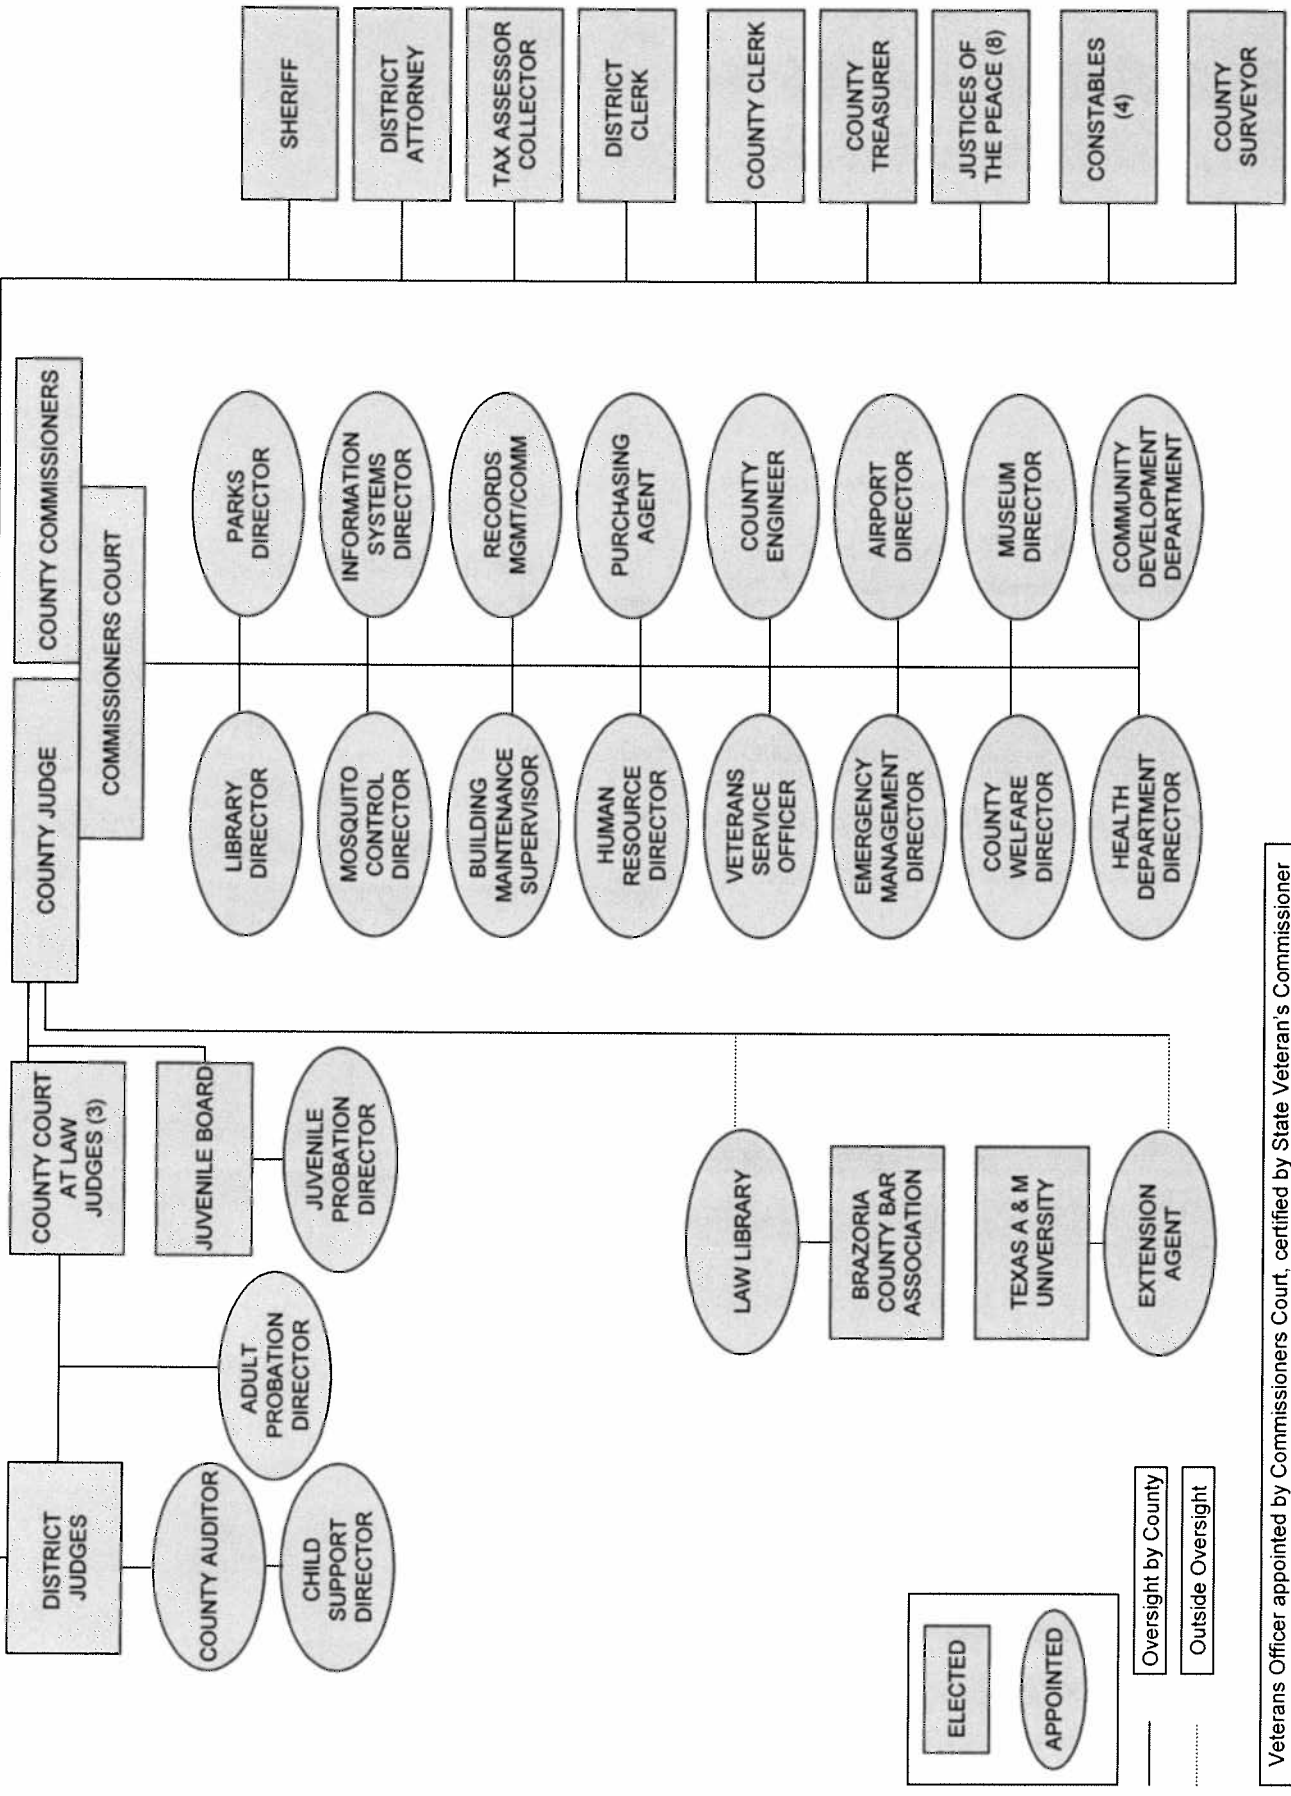 DISTRICT
JUDGES
COUNTY COURT
AT LAW
JUDGES (3)
COUNTY JUDGE
COUNTY COMMISSIONERS
COMMISSIONERS COURT
COUNTY AUDITOR
CHILD
SUPPORT
DIRECTOR
ADULT
PROBATION
DIRECTOR
JUVENILE BOARD
JUVENILE
PROBATION
DIRECTOR
LIBRARY
DIRECTOR
PARKS
DIRECTOR
MOSQUITO
CONTROL
DIRECTOR
INFORMATION
SYSTEMS
DIRECTOR
BUILDING
MAINTENANCE
SUPERVISOR
RECORDS
MGMT/COMM
HUMAN
RESOURCE
DIRECTOR
PURCHASING
AGENT
VETERANS
SERVICE
OFFICER
COUNTY
ENGINEER
EMERGENCY
MANAGEMENT
DIRECTOR
AIRPORT
DIRECTOR
COUNTY
WELFARE
DIRECTOR
MUSEUM
DIRECTOR
HEALTH
DEPARTMENT
DIRECTOR
COMMUNITY
DEVELOPMENT
DEPARTMENT
SHERIFF
DISTRICT
ATTORNEY
TAX ASSESSOR
COLLECTOR
DISTRICT
CLERK
COUNTY CLERK
COUNTY
TREASURER
JUSTICES OF
THE PEACE (8)
CONSTABLES
(4)
COUNTY
SURVEYOR
LAW LIBRARY
BRAZORIA
COUNTY BAR
ASSOCIATION
TEXAS A & M
UNIVERSITY
EXTENSION
AGENT
ELECTED
APPOINTED
Oversight by County
Outside Oversight
Veterans Officer appointed by Commissioners Court, certified by State Veteran's Commissioner